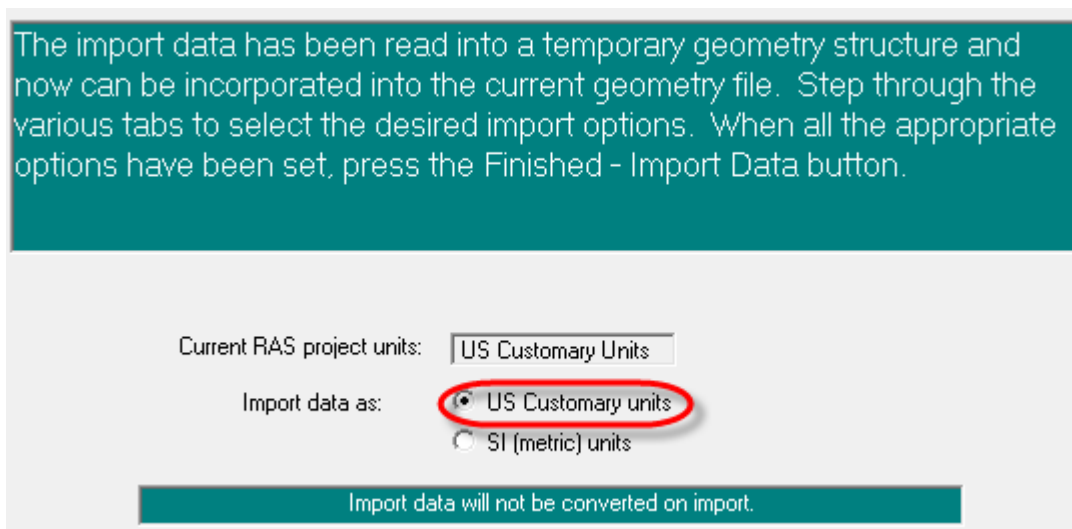 The import data has been read into a temporary geometry structure and
now can be incorporated into the current geometry file.  Step through the
various tabs to select the desired import options.  When all the appropriate
options have been set, press the Finished - Import Data button.
Current RAS project units: US Customary Units
Import data as: US Customary units
SI (metric) units
Import data will not be converted on import.